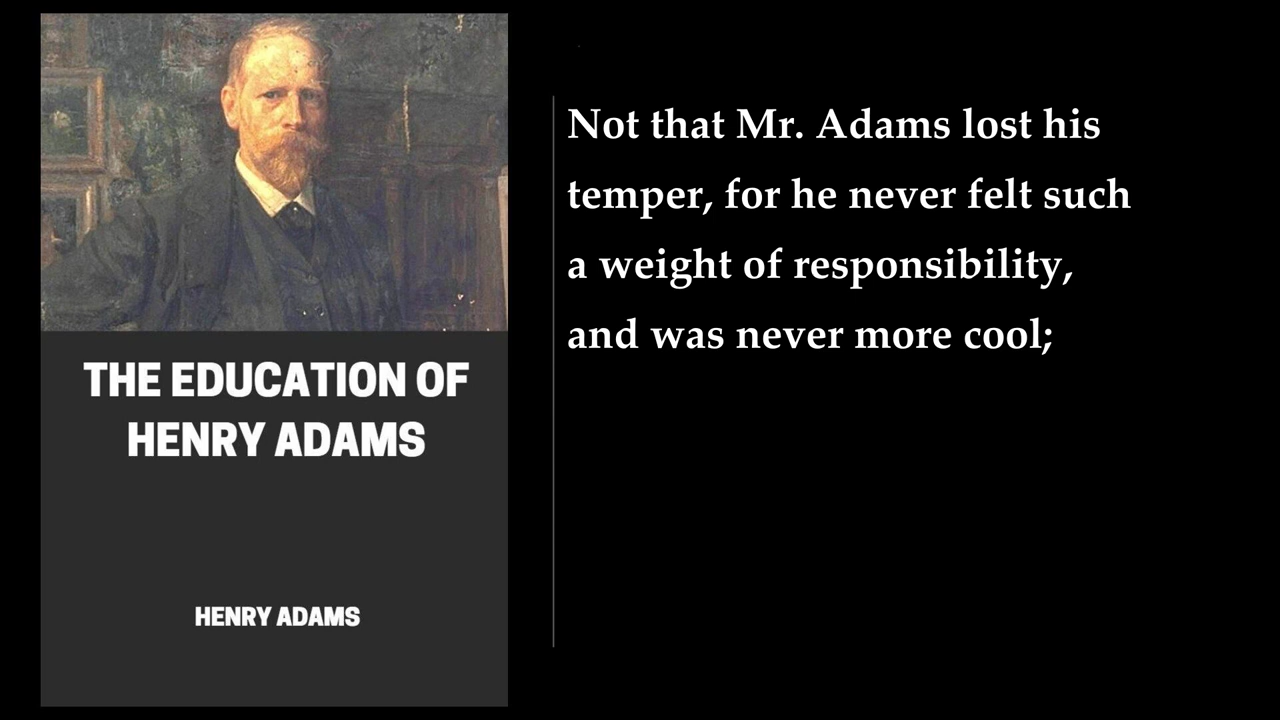 THE EDUCATION OF
HENRY ADAMS
HENRY ADAMS
Not that Mr. Adams lost his
temper, for he never felt such
a weight of responsibility,
and was never more cool;